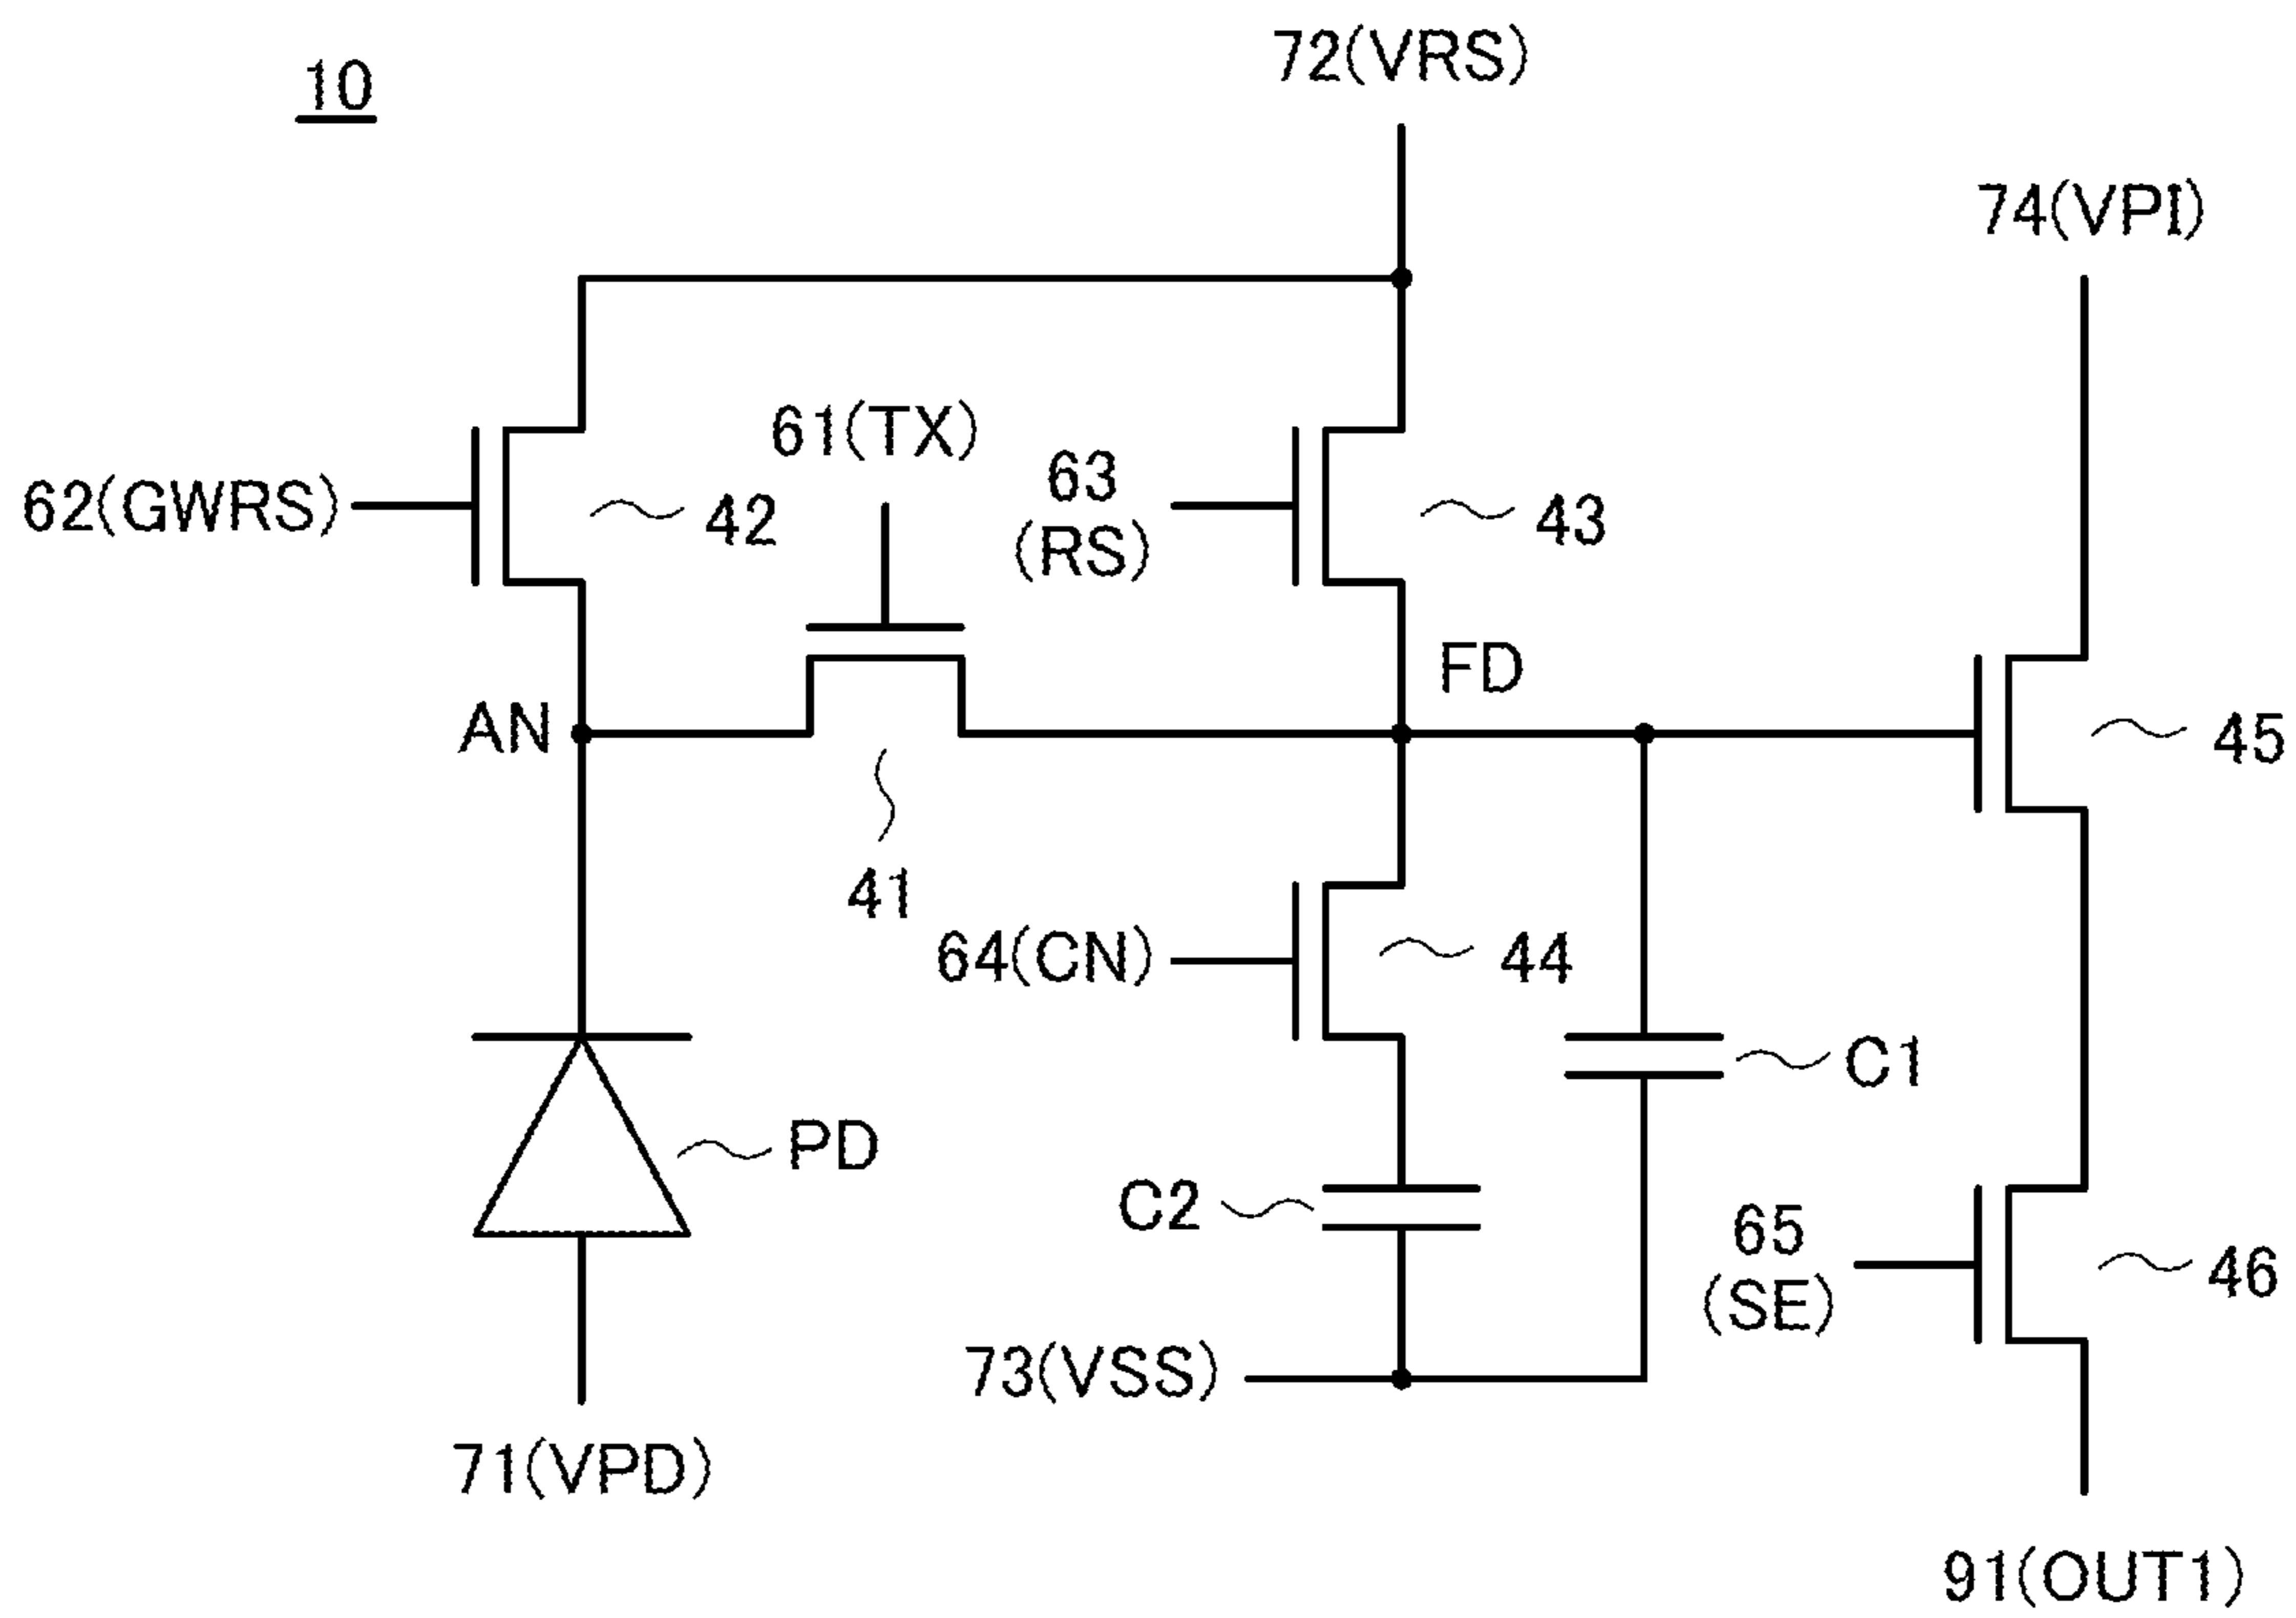 10
72(VRS)
74(VPI)
61(TX)
63
(RS)
62(GWRS)
42
43
FD
AN
45
41
64(CN)
44
C1
PD
C2
65
(SE)
46
73(VSS)
71(VPD)
91(OUT1)